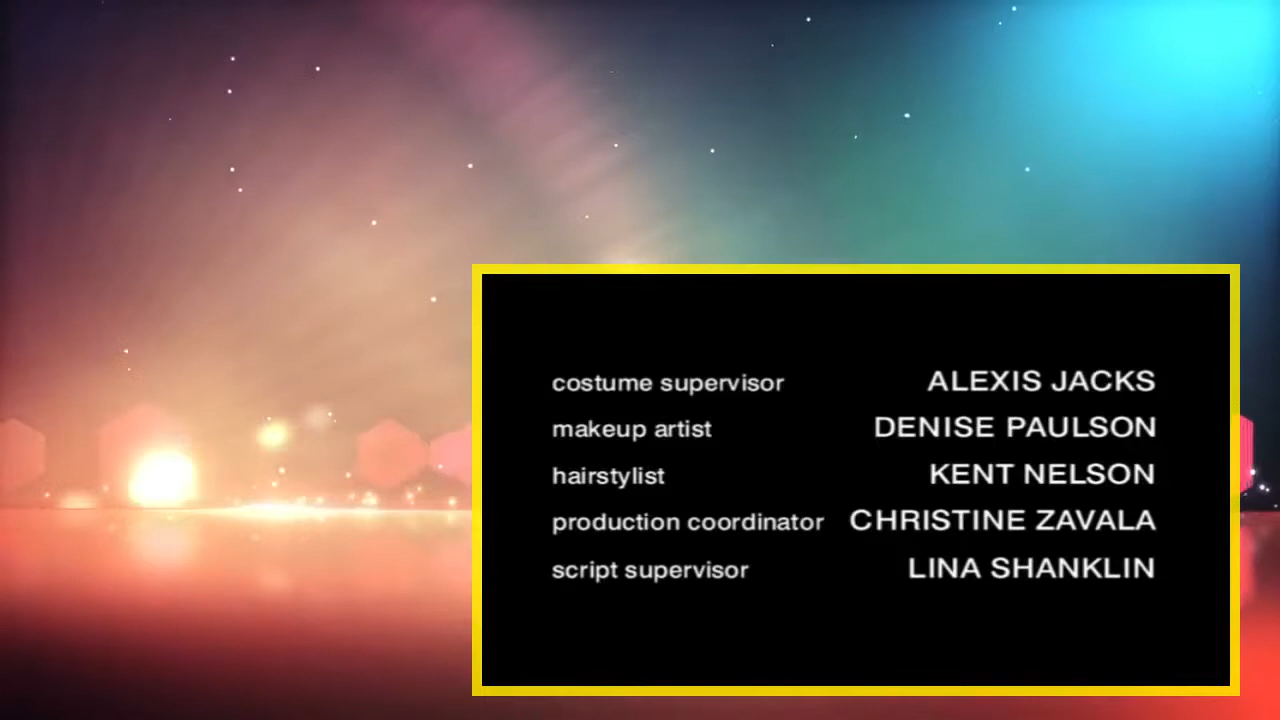 costume supervisor ALEXIS JACKS
makeup artist DENISE PAULSON
hairstylist KENT NELSON
production coordinator CHRISTINE ZAVALA
script supervisor LINA SHANKLIN